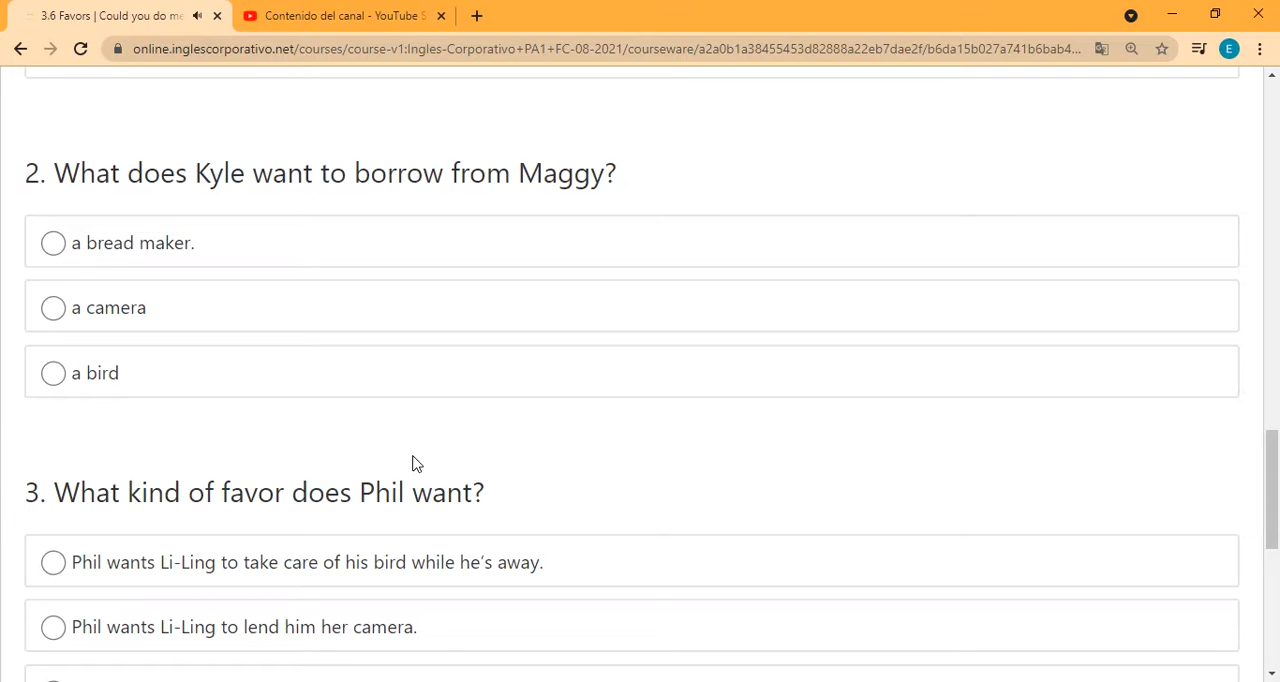 3.6 Favors | Could you do me
Contenido del canal - YouTube S
online.inglescorporativo.net/courses/course-v1:Ingles-Corporativo+PA1+FC-08-2021/courseware/a2a0b1a38455453d82888a22eb7dae2f/b6da15b027a741b6bab4...
E
2. What does Kyle want to borrow from Maggy?
a bread maker.
a camera
a bird
3. What kind of favor does Phil want?
Phil wants Li-Ling to take care of his bird while he's away.
Phil wants Li-Ling to lend him her camera.